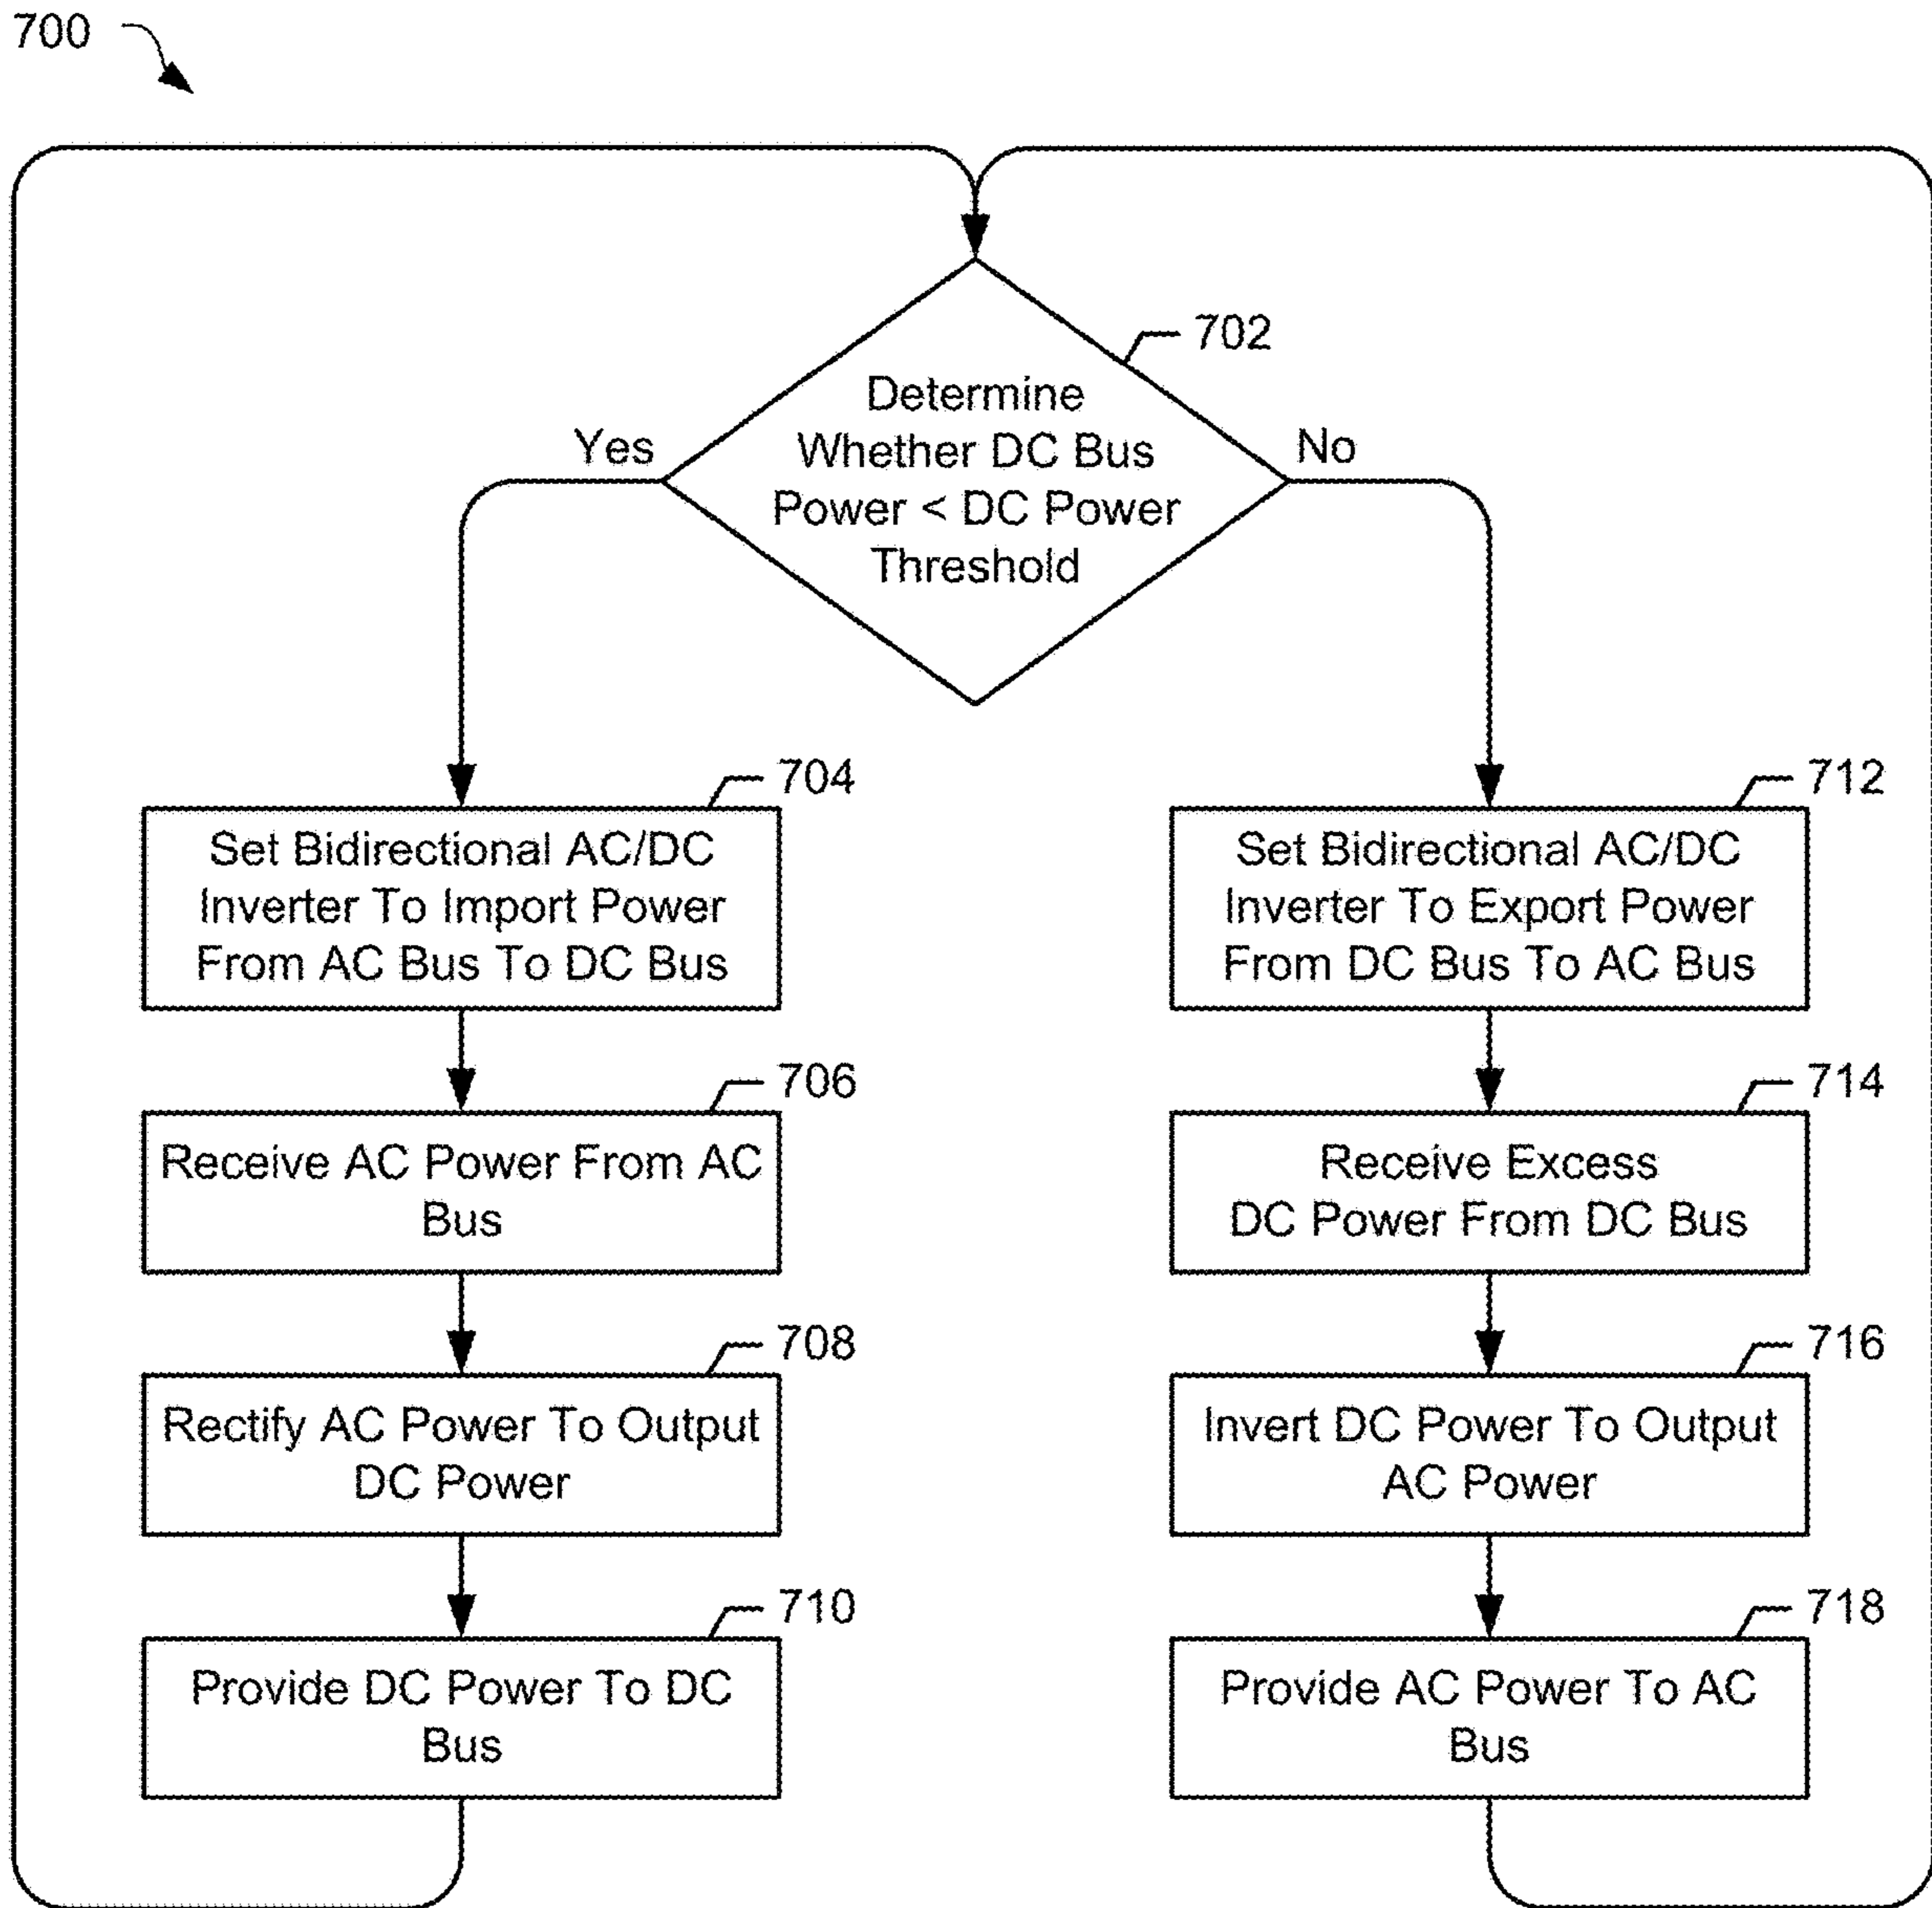 700
702
Determine
Whether DC Bus
Power < DC Power
Threshold
Yes
No
704
Set Bidirectional AC/DC
Inverter To Import Power
From AC Bus To DC Bus
706
Receive AC Power From AC
Bus
708
Rectify AC Power To Output
DC Power
710
Provide DC Power To DC
Bus
712
Set Bidirectional AC/DC
Inverter To Export Power
From DC Bus To AC Bus
714
Receive Excess
DC Power From DC Bus
716
Invert DC Power To Output
AC Power
718
Provide AC Power To AC
Bus